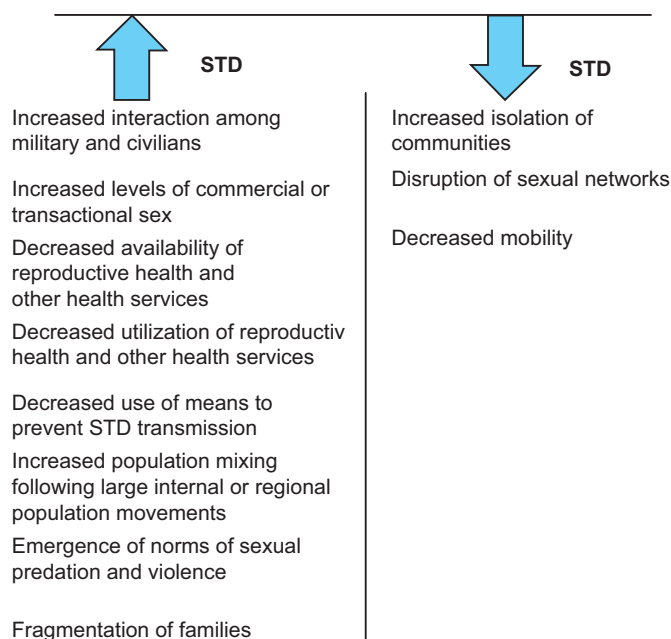 STD
Increased interaction among
military and civilians
Increased levels of commercial or
transactional sex
Decreased availability of
reproductive health and
other health services
Decreased utilization of reproductiv
health and other health services
Decreased use of means to
prevent STD transmission
Increased population mixing
following large internal or regional
population movements
Emergence of norms of sexual
predation and violence
Fragmentation of families
STD
Increased isolation of
communities
Disruption of sexual networks
Decreased mobility